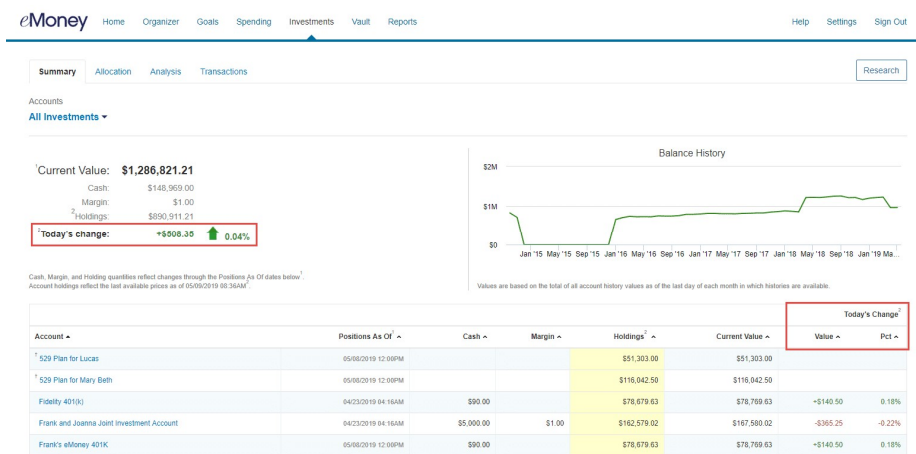 eMoney Home Organizer Goals Spending Investments Vault Reports Help Settings Sign Out
Summary Allocation Analysis Transactions Research
Accounts
All Investments
1Current Value: $1,286,821.21
Cash: $148,969.00
Margin: $1.00
2Holdings: $890,911.21
2Today's change: +$508.35 0.04%
Cash, Margin, and Holding quantities reflect changes through the Positions As Of dates below1.
Account holdings reflect the last available prices as of 05/09/2019 08:36AM2.
Balance History
$2M
$1M
$0
Jan '15 May '15 Sep '15 Jan '16 May '16 Sep '16 Jan '17 May '17 Sep '17 Jan '18 May '18 Sep '18 Jan '19 Ma...
Values are based on the total of all account history values as of the last day of each month in which histories are available.
Today's Change2
Account Positions As Of1 Cash Margin Holdings2 Current Value Value Pct
† 529 Plan for Lucas 05/08/2019 12:00PM $51,303.00 $51,303.00
† 529 Plan for Mary Beth 05/08/2019 12:00PM $116,042.50 $116,042.50
Fidelity 401(k) 04/23/2019 04:16AM $90.00 $78,679.63 $78,769.63 +$140.50 0.18%
Frank and Joanna Joint Investment Account 04/23/2019 04:16AM $5,000.00 $1.00 $162,579.02 $167,580.02 -$365.25 -0.22%
Frank's eMoney 401K 05/08/2019 12:00PM $90.00 $78,679.63 $78,769.63 +$140.50 0.18%